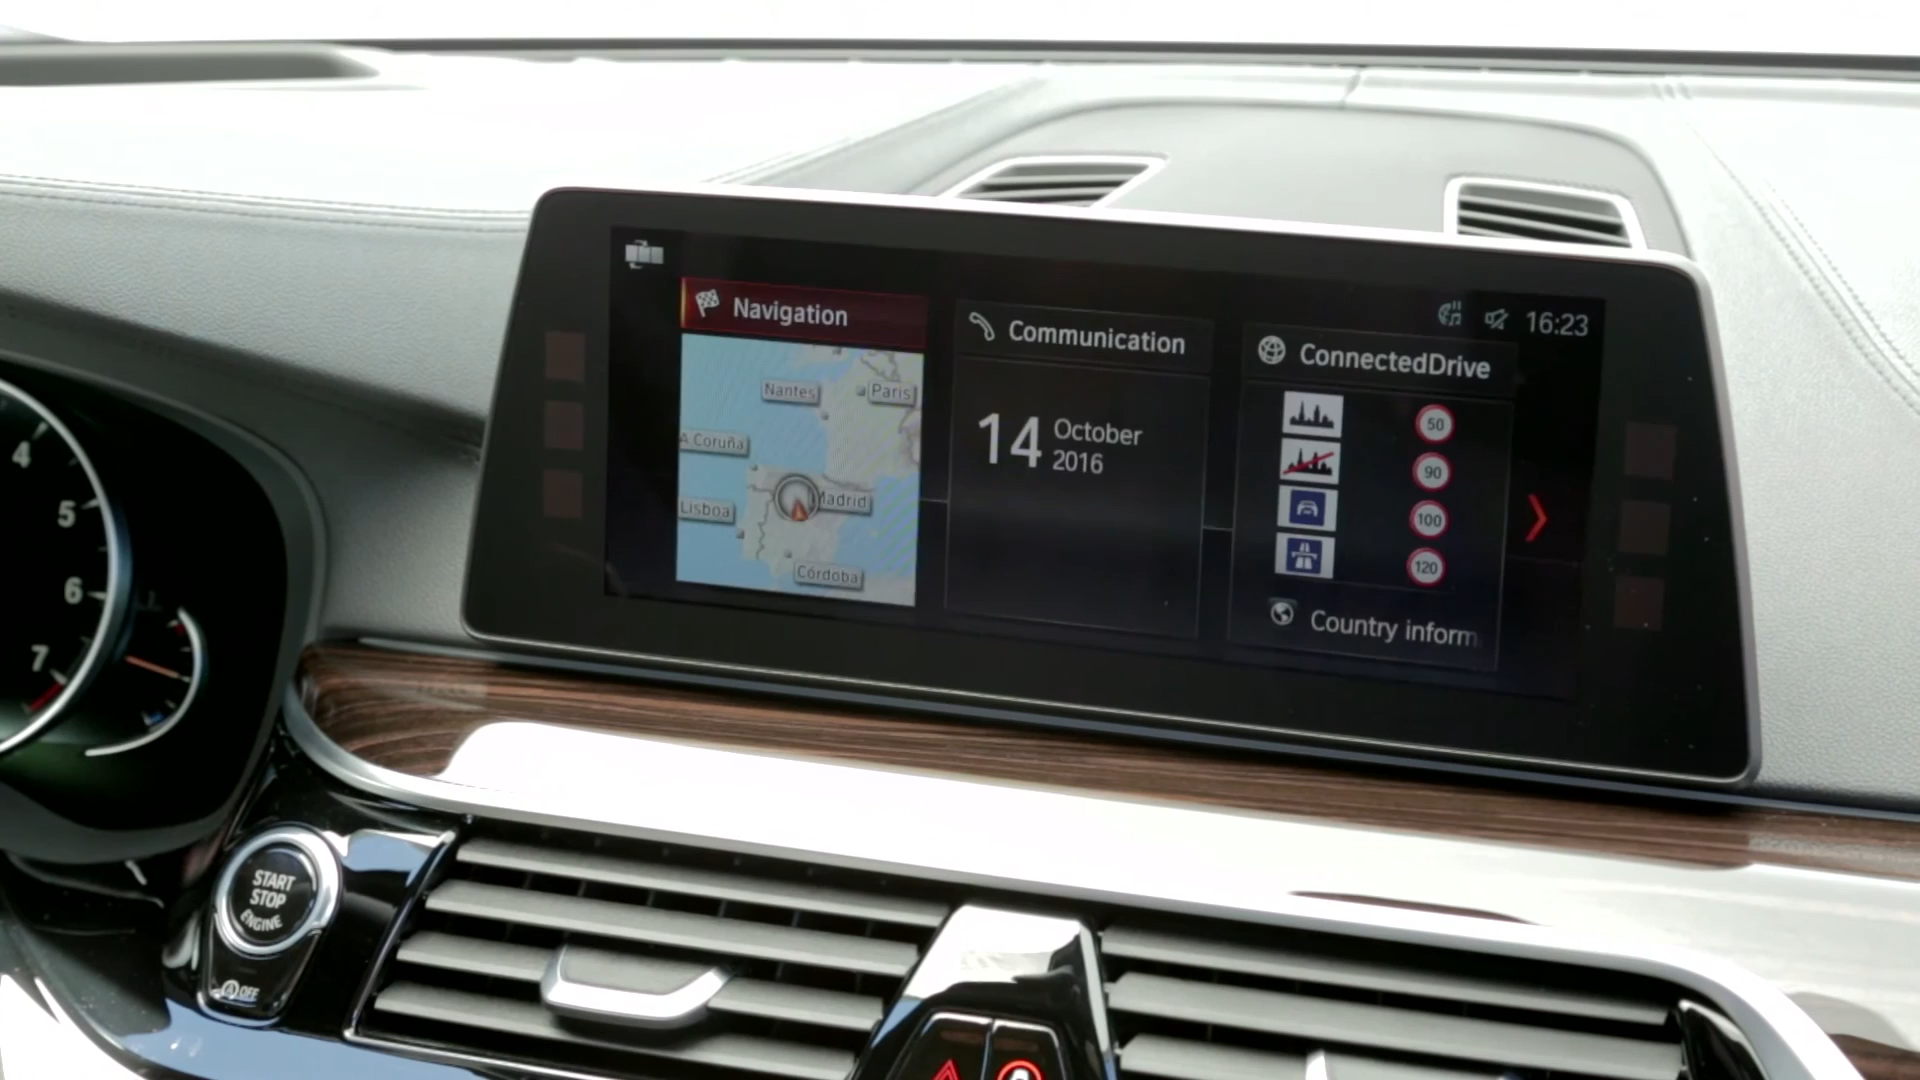 16:23
Navigation
Communication
ConnectedDrive
Nantes
Paris
A Coruña
Madrid
Lisboa
Córdoba
14
October
2016
50
90
100
120
Country inform
4
5
6
7
START
STOP
ENGINE
A OFF